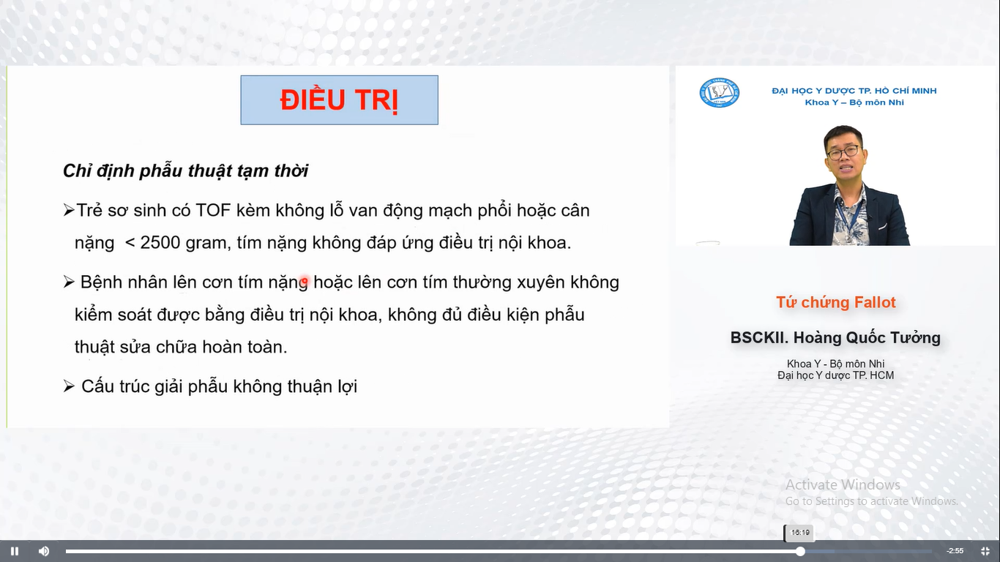 ĐIỀU TRỊ
Chỉ định phẫu thuật tạm thời
➢Trẻ sơ sinh có TOF kèm không lỗ van động mạch phổi hoặc cân
nặng < 2500 gram, tím nặng không đáp ứng điều trị nội khoa.
➢ Bệnh nhân lên cơn tím nặng hoặc lên cơn tím thường xuyên không
kiểm soát được bằng điều trị nội khoa, không đủ điều kiện phẫu
thuật sửa chữa hoàn toàn.
➢ Cấu trúc giải phẫu không thuận lợi
ĐẠI HỌC Y DƯỢC TP. HỒ CHÍ MINH
Khoa Y – Bộ môn Nhi
Tứ chứng Fallot
BSCKII. Hoàng Quốc Tưởng
Khoa Y - Bộ môn Nhi
Đại học Y dược TP. HCM
Activate Windows
Go to Settings to activate Windows.
16:19
-2:55